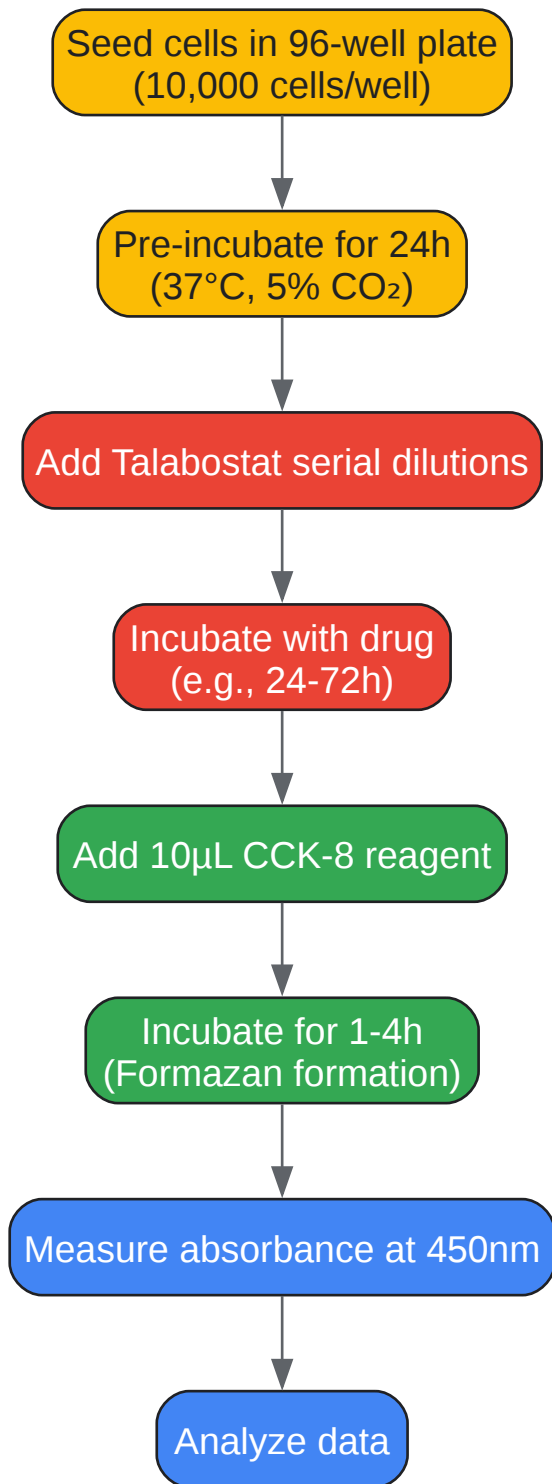 Seed cells in 96-well plate
(10,000 cells/well)
Pre-incubate for 24h
(37°C, 5% CO₂)
Add Talabostat serial dilutions
Incubate with drug
(e.g., 24-72h)
Add 10µL CCK-8 reagent
Incubate for 1-4h
(Formazan formation)
Measure absorbance at 450nm
Analyze data